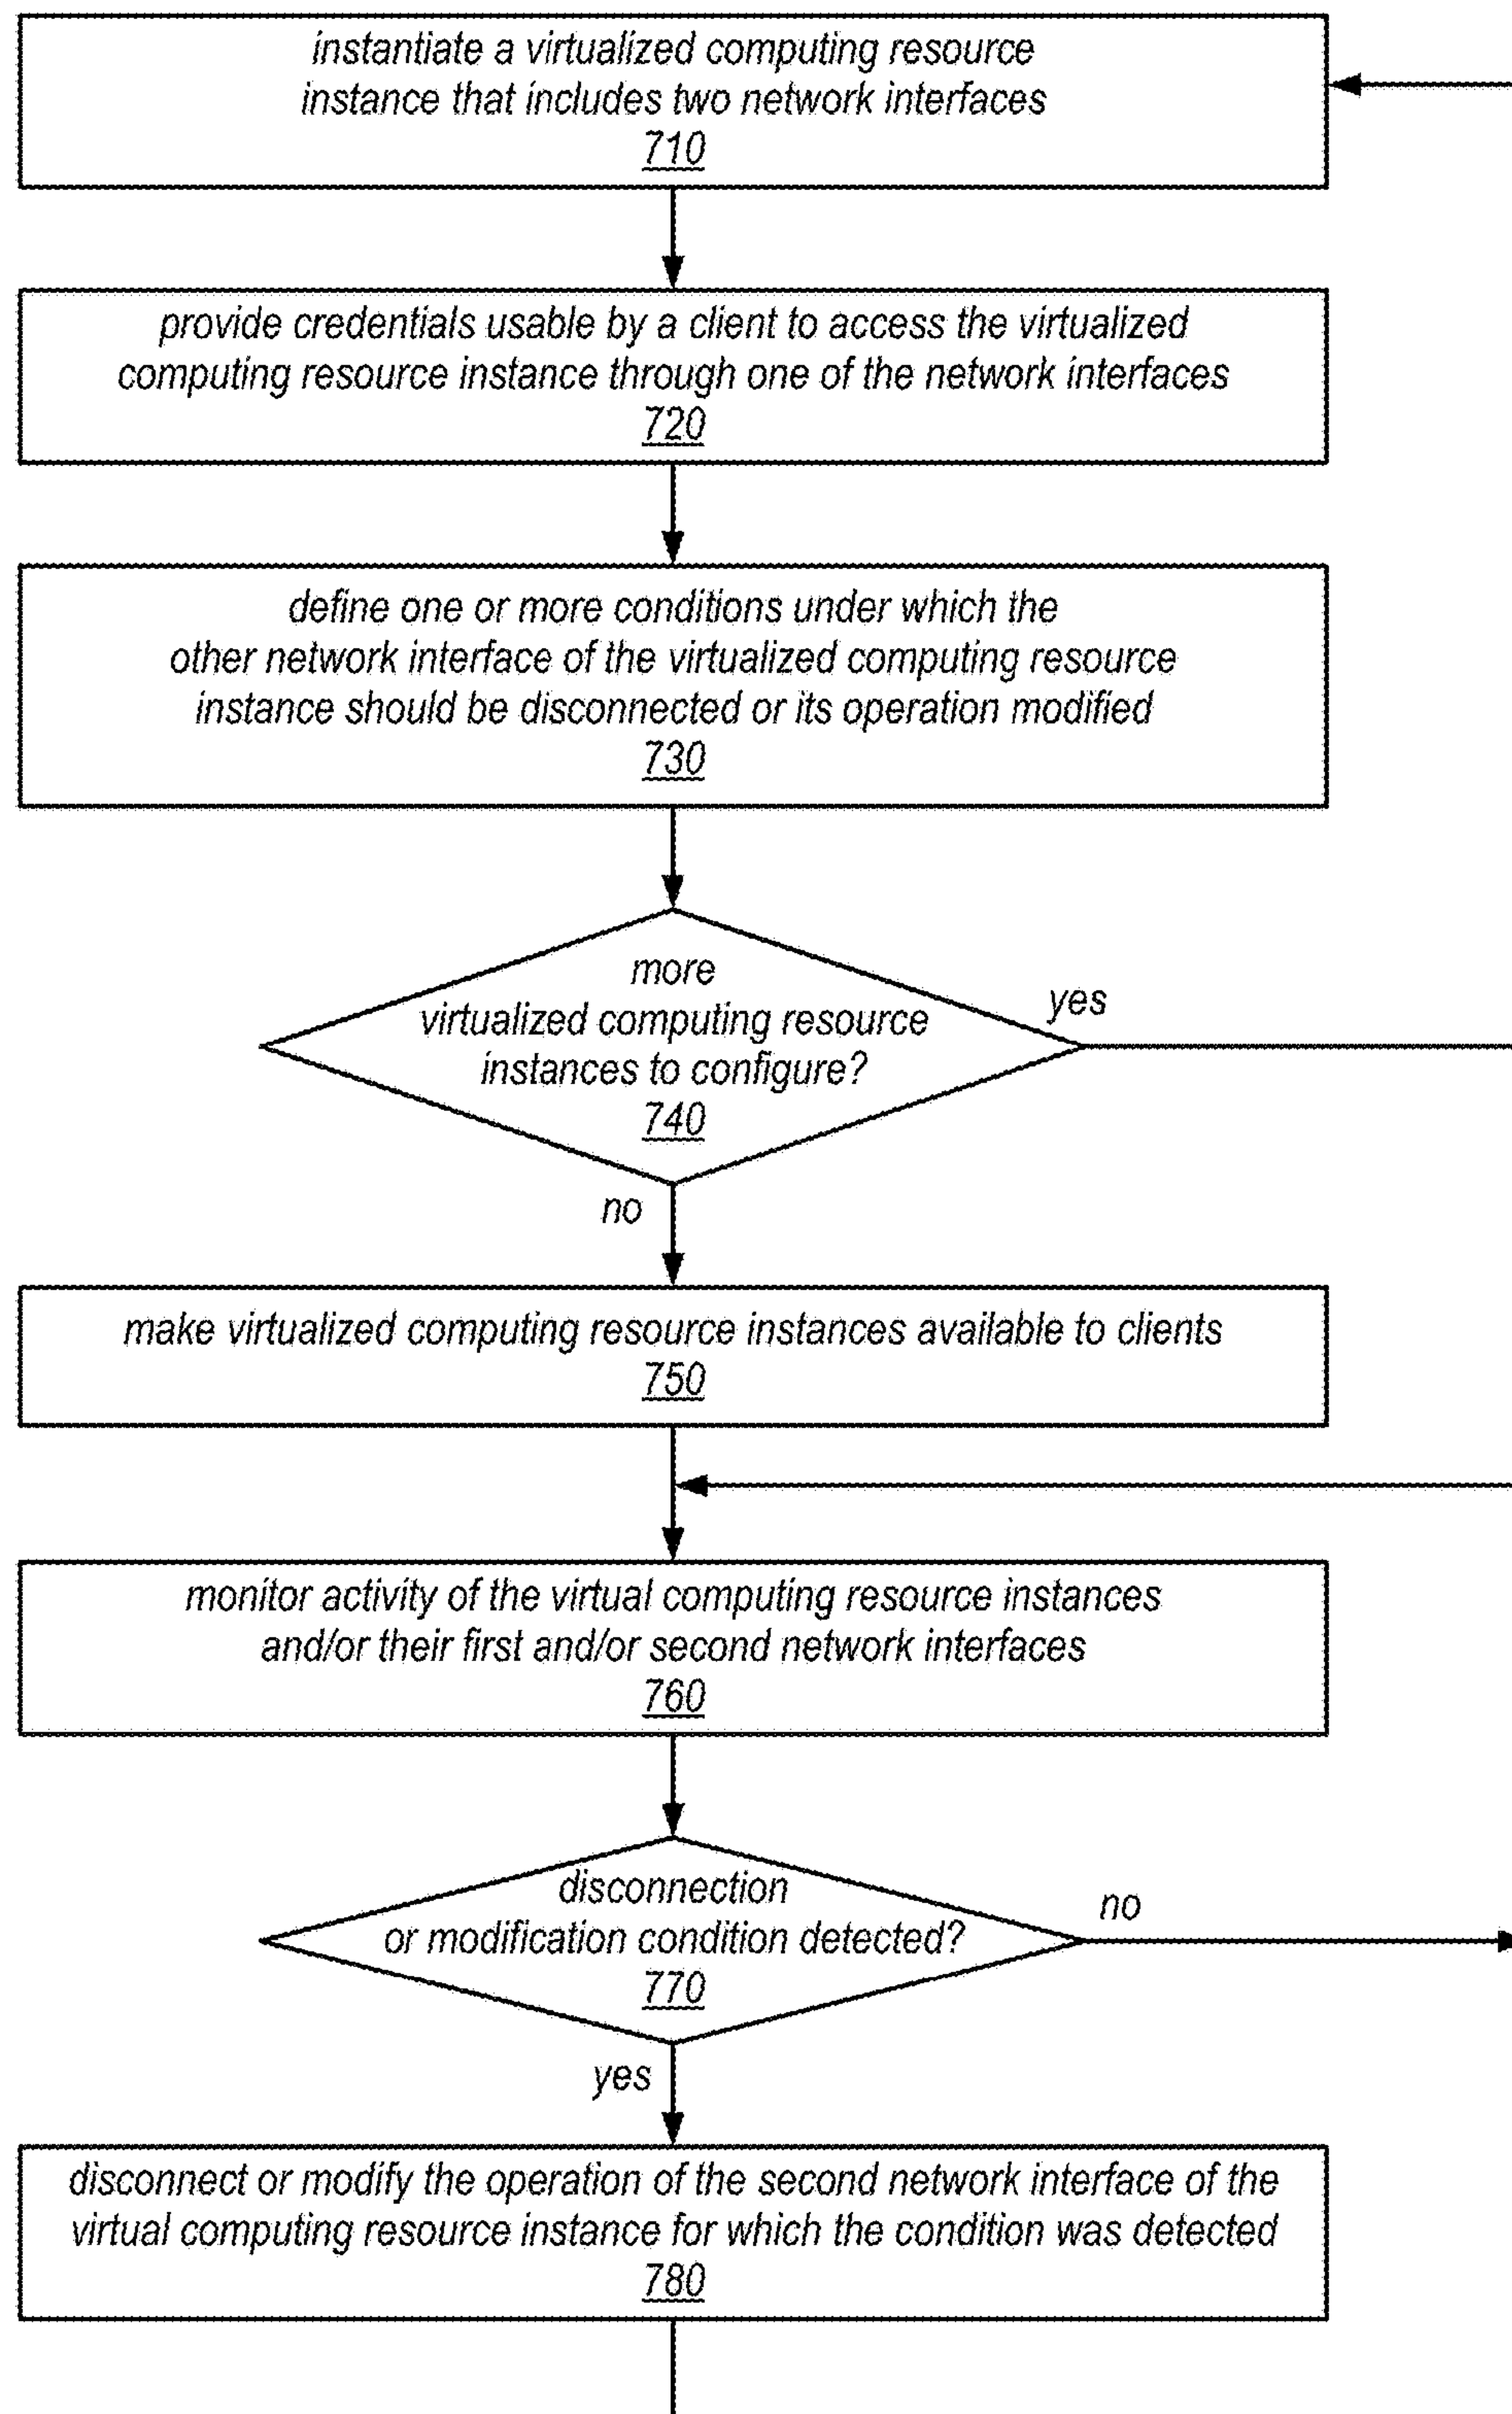 instantiate a virtualized computing resource
instance that includes two network interfaces
710
provide credentials usable by a client to access the virtualized
computing resource instance through one of the network interfaces
720
define one or more conditions under which the
other network interface of the virtualized computing resource
instance should be disconnected or its operation modified
730
more
virtualized computing resource
instances to configure?
740
yes
no
make virtualized computing resource instances available to clients
750
monitor activity of the virtual computing resource instances
and/or their first and/or second network interfaces
760
disconnection
or modification condition detected?
770
no
yes
disconnect or modify the operation of the second network interface of the
virtual computing resource instance for which the condition was detected
780